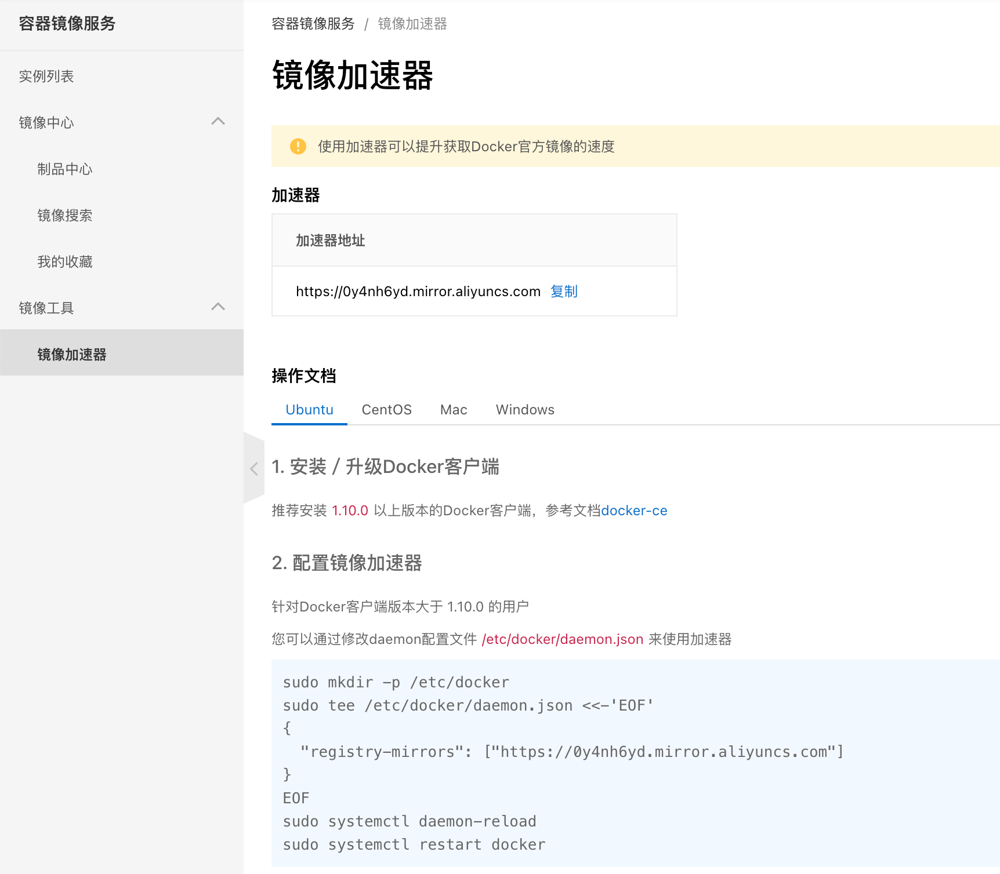 容器镜像服务
实例列表
镜像中心
制品中心
镜像搜索
我的收藏
镜像工具
镜像加速器
容器镜像服务 / 镜像加速器
镜像加速器
使用加速器可以提升获取Docker官方镜像的速度
加速器
加速器地址
https://0y4nh6yd.mirror.aliyuncs.com 复制
操作文档
Ubuntu CentOS Mac Windows
1. 安装 / 升级Docker客户端
推荐安装 1.10.0 以上版本的Docker客户端，参考文档docker-ce
2. 配置镜像加速器
针对Docker客户端版本大于 1.10.0 的用户
您可以通过修改daemon配置文件 /etc/docker/daemon.json 来使用加速器
sudo mkdir -p /etc/docker
sudo tee /etc/docker/daemon.json <<-'EOF'
{
  "registry-mirrors": ["https://0y4nh6yd.mirror.aliyuncs.com"]
}
EOF
sudo systemctl daemon-reload
sudo systemctl restart docker